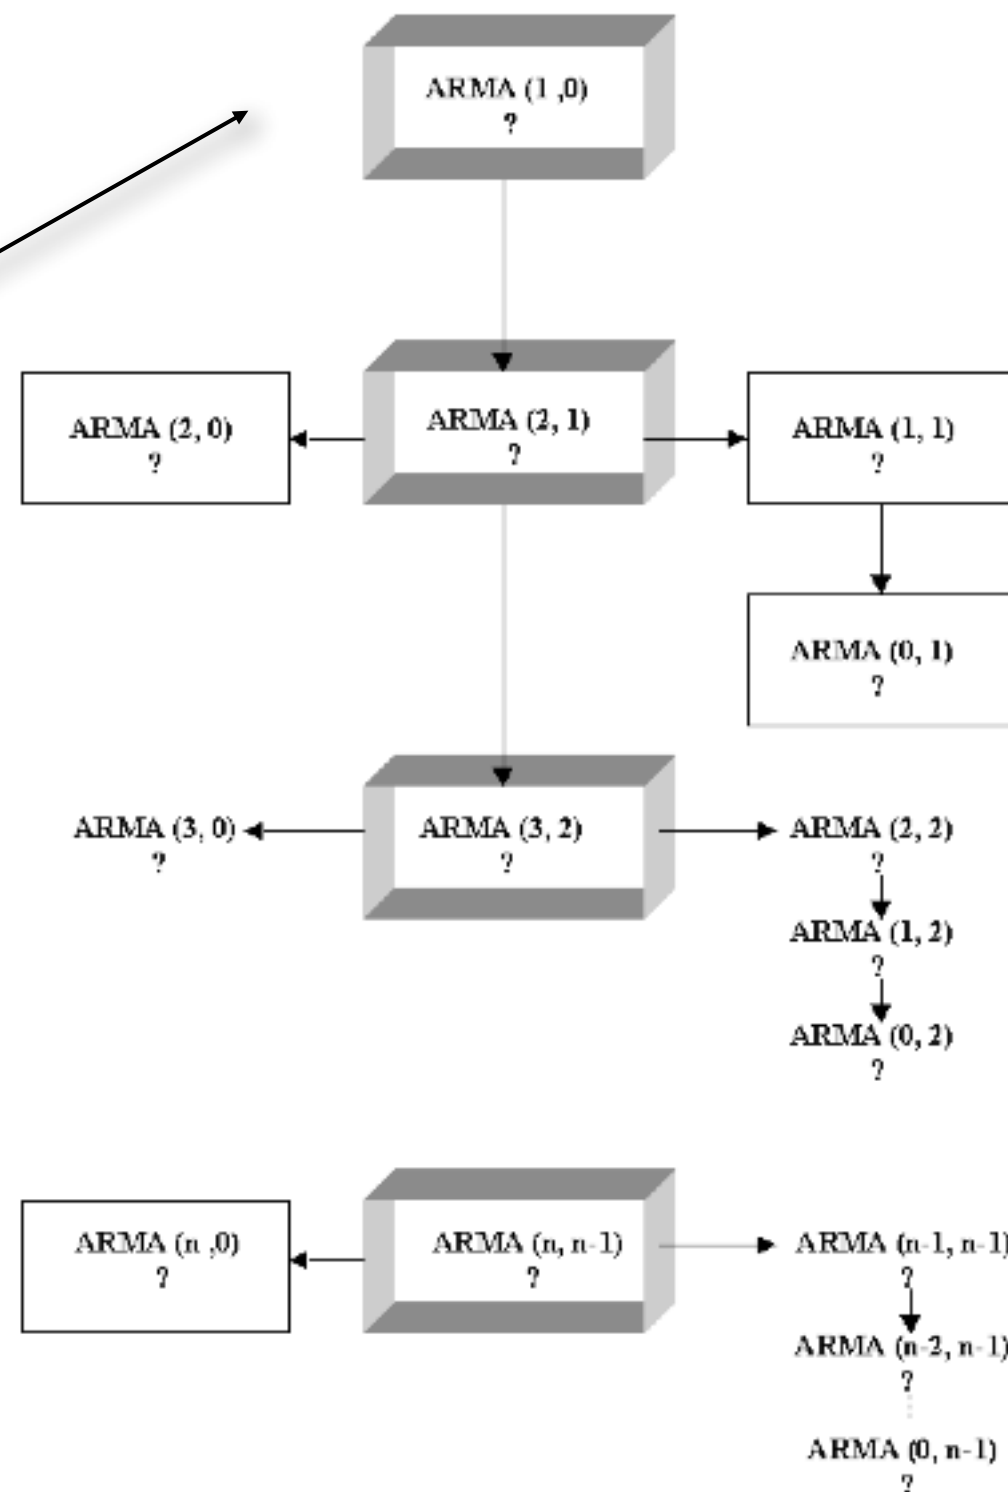 ARMA (1 ,0)
?
ARMA (2, 0)
?
ARMA (2, 1)
?
ARMA (1, 1)
?
ARMA (0, 1)
?
ARMA (3, 0)
?
ARMA (3, 2)
?
ARMA (2, 2)
?
ARMA (1, 2)
?
ARMA (0, 2)
?
ARMA (n ,0)
?
ARMA (n, n-1)
?
ARMA (n-1, n-1)
?
ARMA (n-2, n-1)
?
ARMA (0, n-1)
?